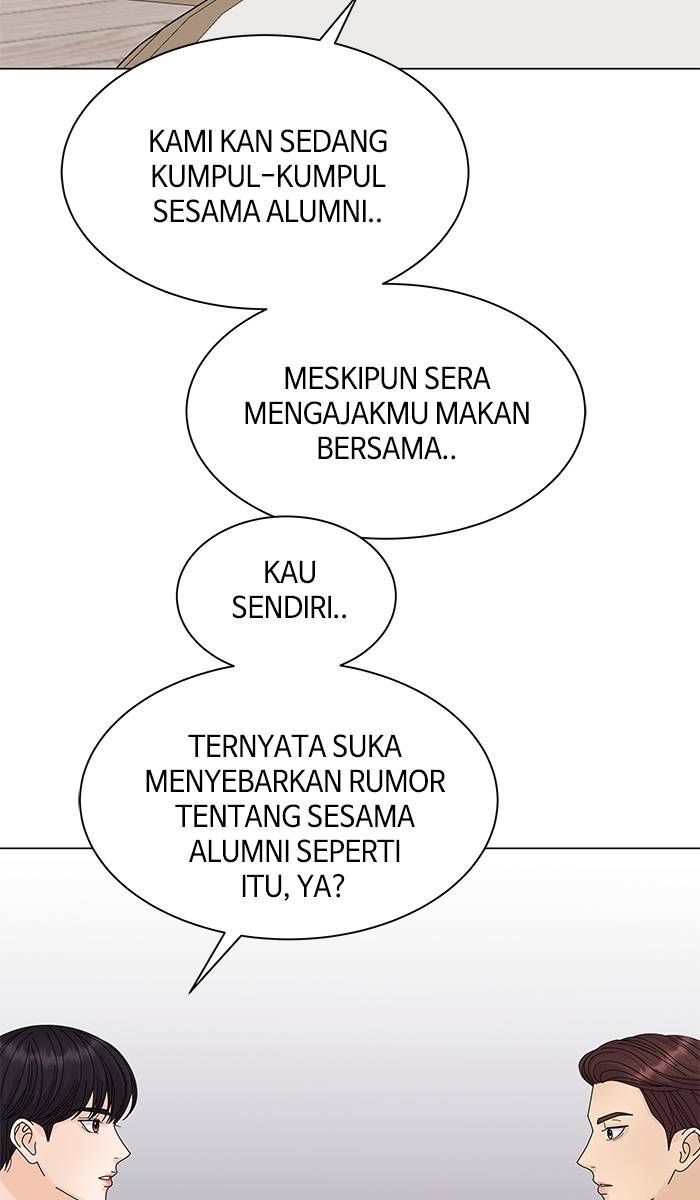 KAMI KAN SEDANG
KUMPUL-KUMPUL
SESAMA ALUMNI..
MESKIPUN SERA
MENGAJAKMU MAKAN
BERSAMA..
KAU
SENDIRI..
TERNYATA SUKA
MENYEBARKAN RUMOR
TENTANG SESAMA
ALUMNI SEPERTI
ITU, YA?